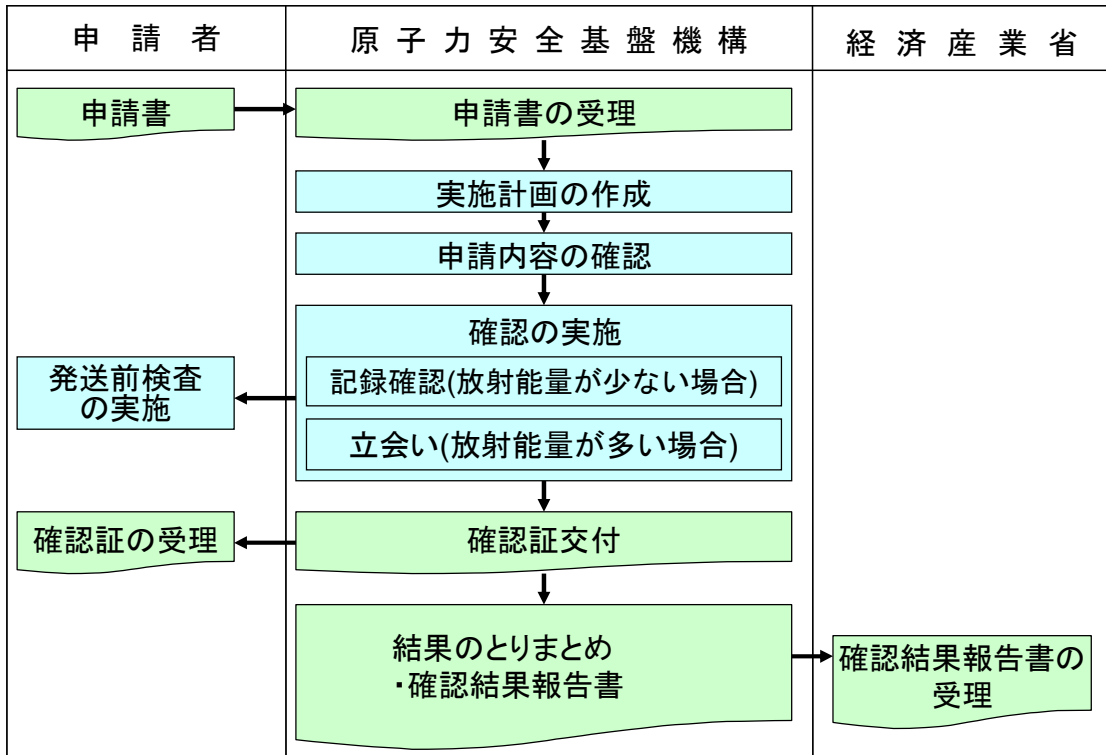 申請者
原子力安全基盤機構
経済産業省
申請書
申請書の受理
実施計画の作成
申請内容の確認
確認の実施
記録確認(放射能量が少ない場合)
立会い(放射能量が多い場合)
発送前検査
の実施
確認証の受理
確認証交付
結果のとりまとめ
・確認結果報告書
確認結果報告書の
受理